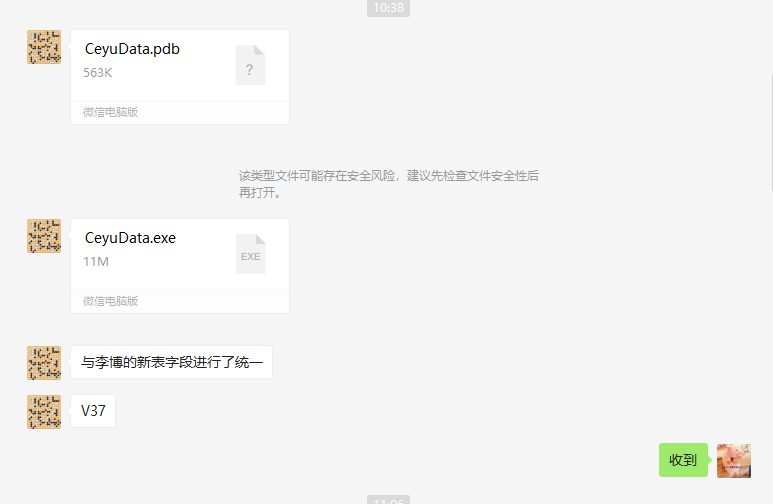 10:38
CeyuData.pdb
563K
?
微信电脑版
该类型文件可能存在安全风险，建议先检查文件安全性后
再打开。
CeyuData.exe
11M
EXE
微信电脑版
与李博的新表字段进行了统一
V37
收到
11:06